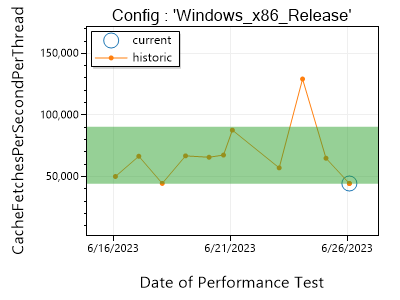 Config : 'Windows_x86_Release'
CacheFetchesPerSecondPerThread
current
historic
150,000
100,000
50,000
6/16/2023
6/21/2023
6/26/2023
Date of Performance Test